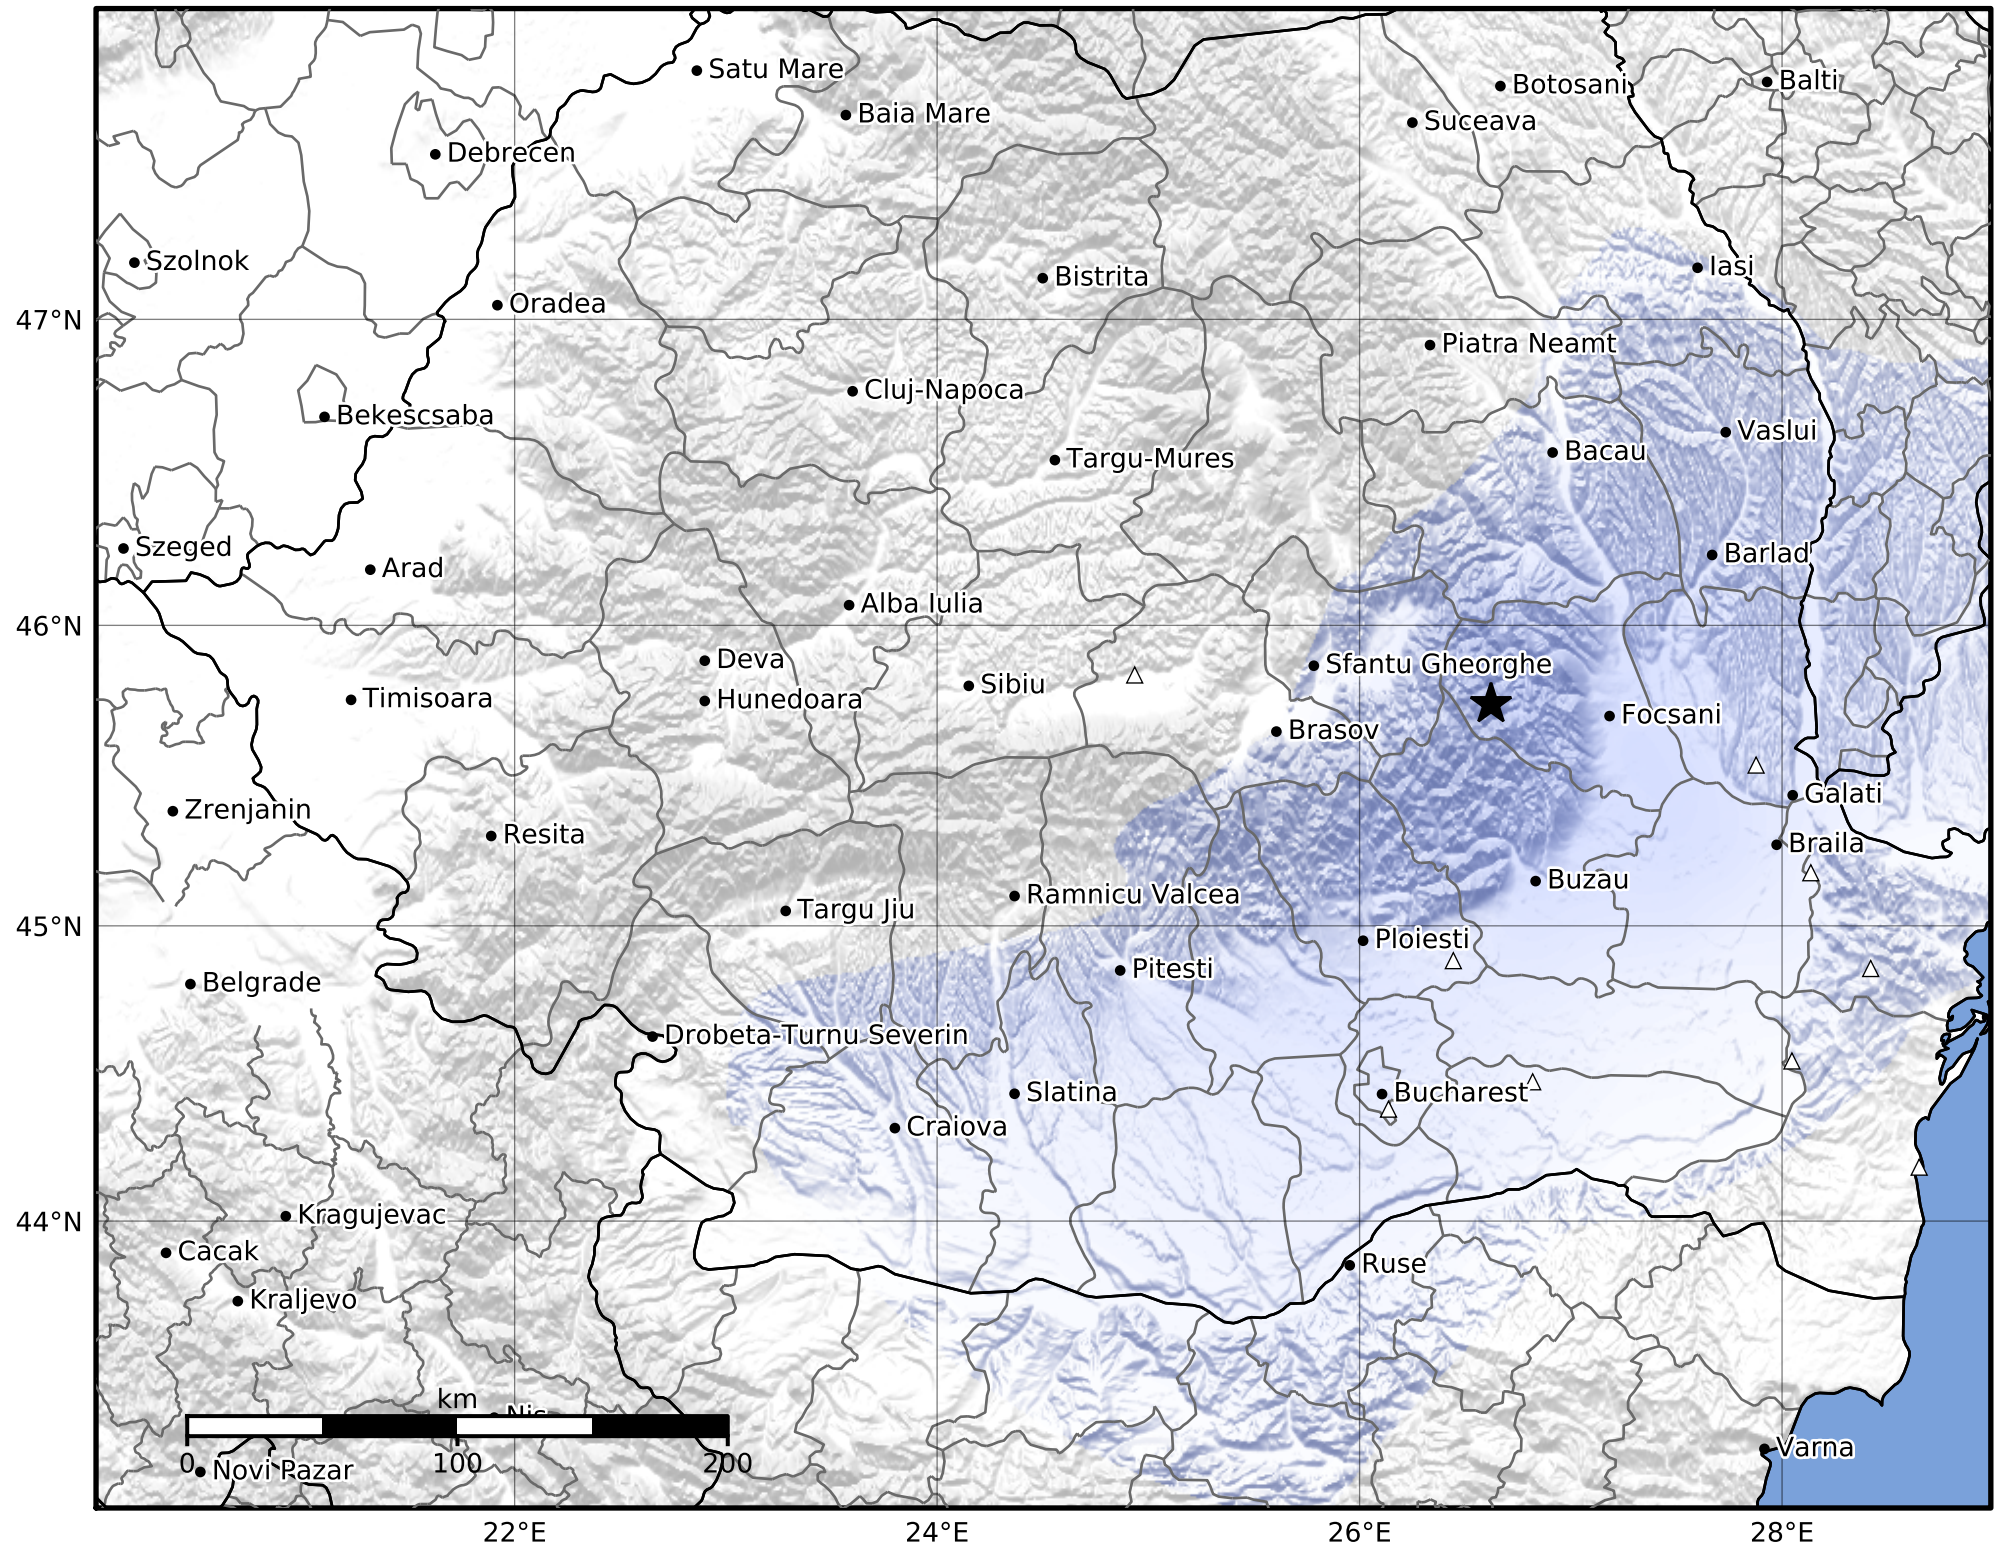 Satu Mare
Botosani
Balti
Baia Mare
Suceava
Debrecen
Szolnok
Iasi
Bistrita
Oradea
47°N
Piatra Neamt
Cluj-Napoca
Bekescsaba
Vaslui
Bacau
Targu-Mures
Szeged
Barlad
Arad
Alba Iulia
46°N
Deva
Sfantu Gheorghe
Sibiu
Timisoara
Hunedoara
Focsani
Brasov
Galati
Zrenjanin
Resita
Braila
Buzau
Ramnicu Valcea
Targu Jiu
45°N
Ploiesti
Pitesti
Belgrade
Drobeta-Turnu Severin
Slatina
Bucharest
Craiova
Kragujevac
44°N
Cacak
Ruse
Kraljevo
km
Nis
Varna
0
100
200
Novi Pazar
22°E
24°E
26°E
28°E